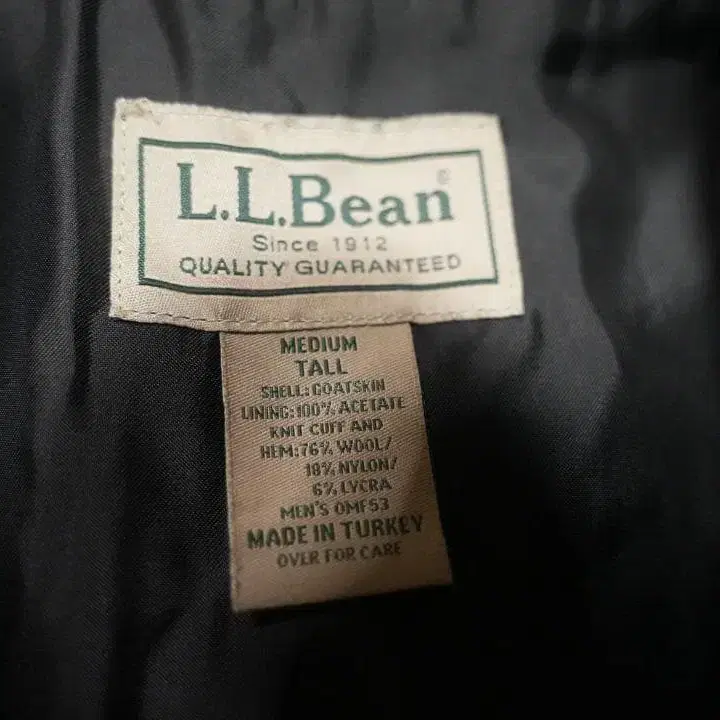 L.L.Bean®
Since 1912
QUALITY GUARANTEED
MEDIUM
TALL
SHELL: GOATSKIN
LINING: 100% ACETATE
KNIT CUFF AND
HEM: 76% WOOL/
18% NYLON/
6% LYCRA
MEN'S OMF53
MADE IN TURKEY
OVER FOR CARE